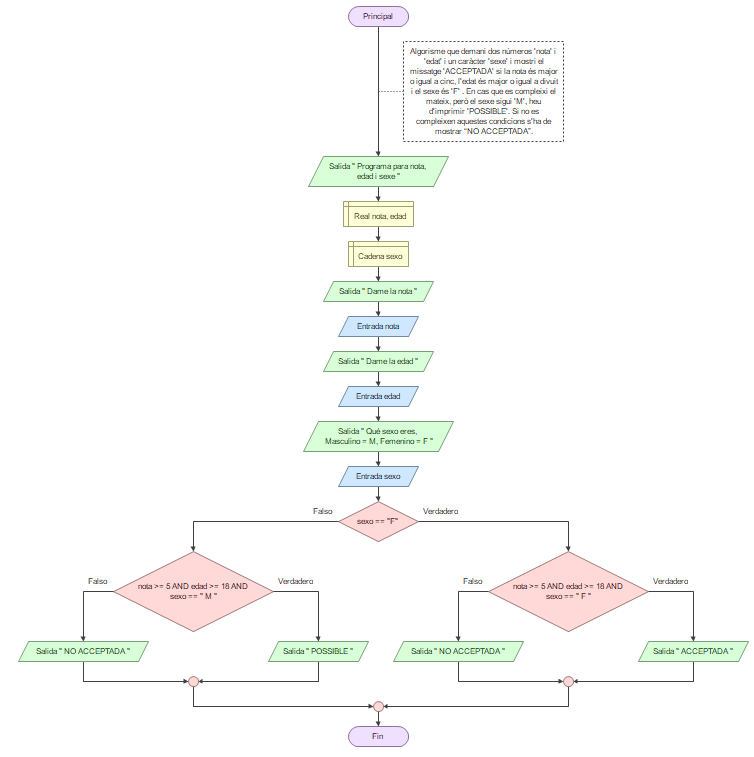 Principal
Algorisme que demani dos números 'nota' i
'edat' i un caràcter 'sexe' i mostri el
missatge 'ACCEPTADA' si la nota és major
o igual a cinc, l'edat és major o igual a divuit
i el sexe és 'F' . En cas que es compleixi el
mateix, però el sexe sigui 'M', heu
d'imprimir 'POSSIBLE'. Si no es
compleixen aquestes condicions s'ha de
mostrar "NO ACCEPTADA".
Salida " Programa para nota,
edad i sexe "
Real nota, edad
Cadena sexo
Salida " Dame la nota "
Entrada nota
Salida " Dame la edad "
Entrada edad
Salida " Qué sexo eres,
Masculino = M, Femenino = F "
Entrada sexo
Falso
sexo == "F"
Verdadero
Falso
nota >= 5 AND edad >= 18 AND
sexo == " M "
Verdadero
Falso
nota >= 5 AND edad >= 18 AND
sexo == " F "
Verdadero
Salida " NO ACCEPTADA "
Salida " POSSIBLE "
Salida " NO ACCEPTADA "
Salida " ACCEPTADA "
Fin